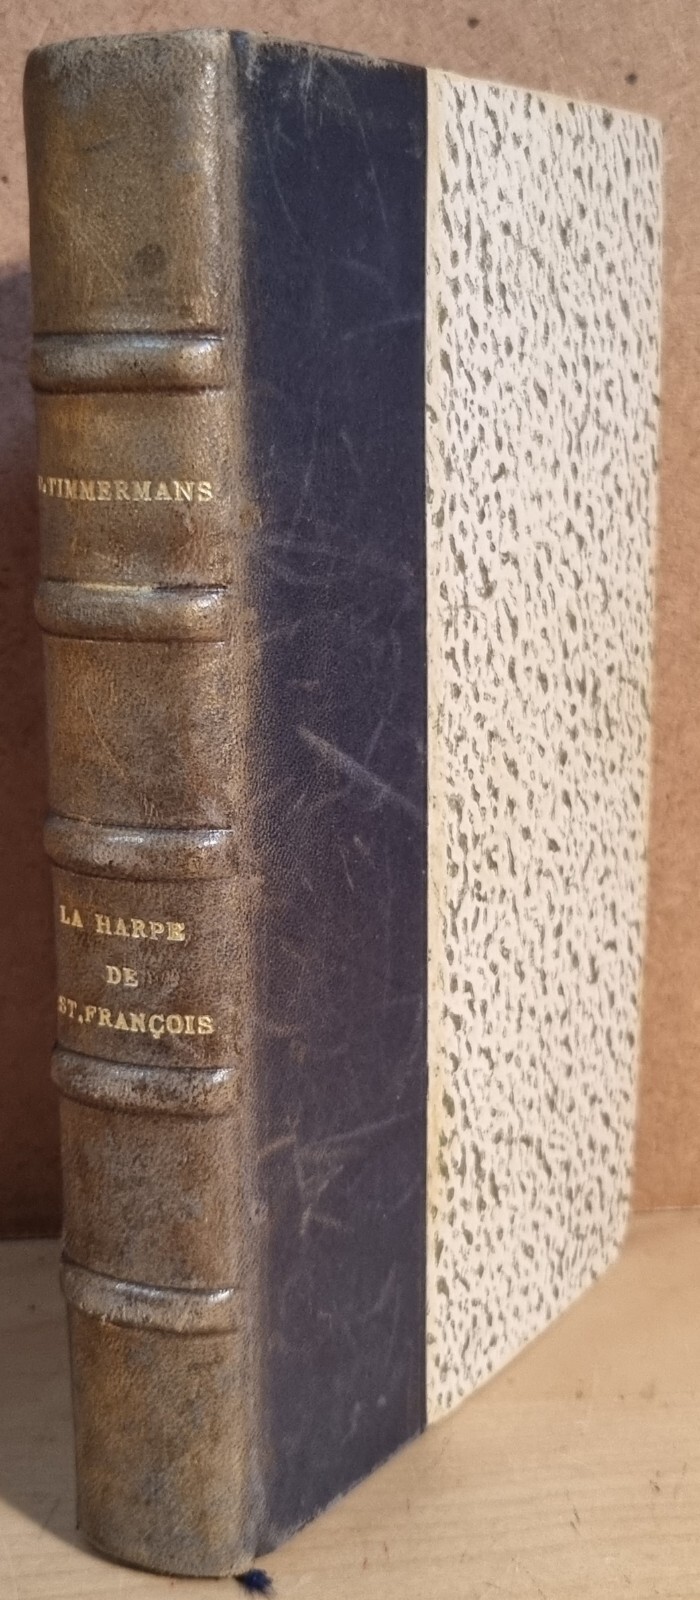 F.TIMMERMANS
LA HARPE
DE
ST.FRANÇOIS